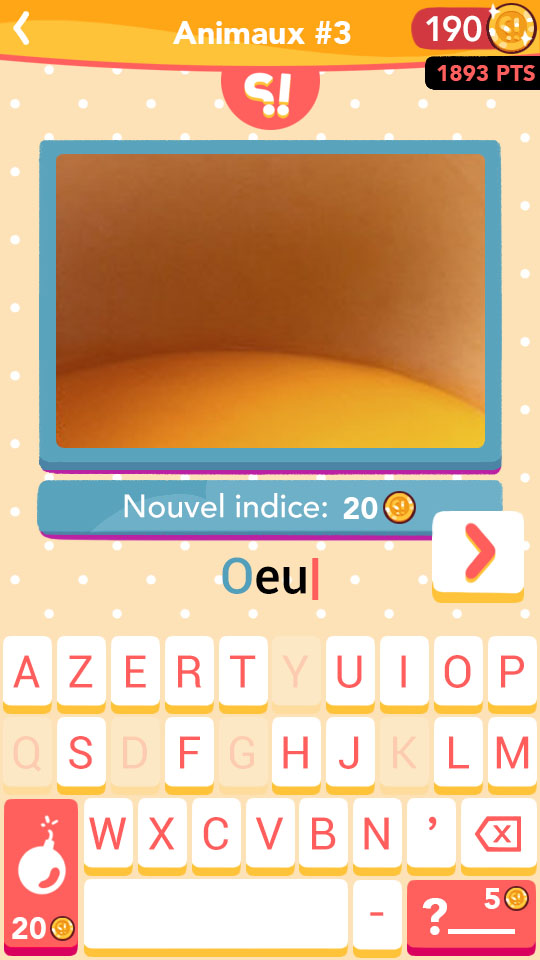 Animaux #3
190
1893 PTS
Nouvel indice: 20
Oeu
A Z E R T Y U I O P
Q S D F G H J K L M
W X C V B N ’
-
20
? 5